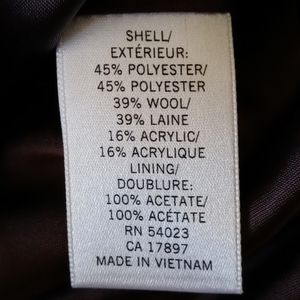 SHELL/
EXTÉRIEUR:
45% POLYESTER/
45% POLYESTER
39% WOOL/
39% LAINE
16% ACRYLIC/
16% ACRYLIQUE
LINING/
DOUBLURE:
100% ACETATE/
100% ACÉTATE
RN 54023
CA 17897
MADE IN VIETNAM